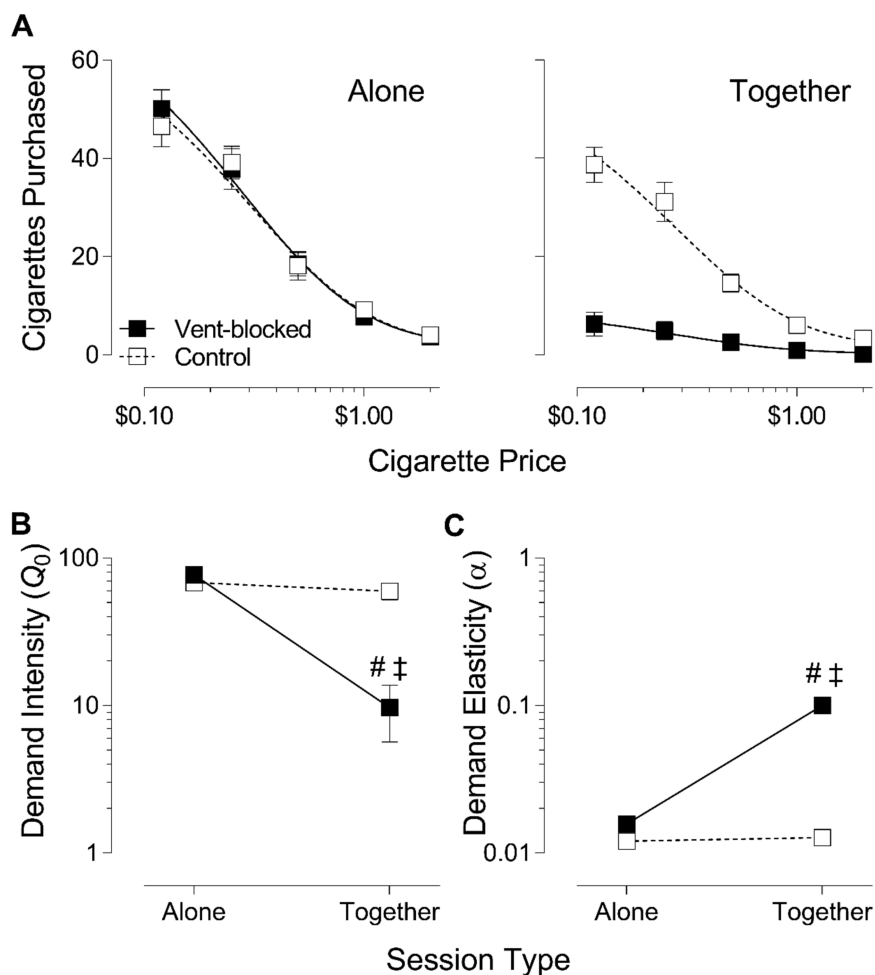 A
Cigarettes Purchased
60
40
20
0
Alone
Together
Vent-blocked
Control
$0.10
$1.00
$0.10
$1.00
Cigarette Price
B
Demand Intensity (Q₀)
100
10
1
# ‡
Alone
Together
C
Demand Elasticity (α)
1
0.1
0.01
# ‡
Alone
Together
Session Type